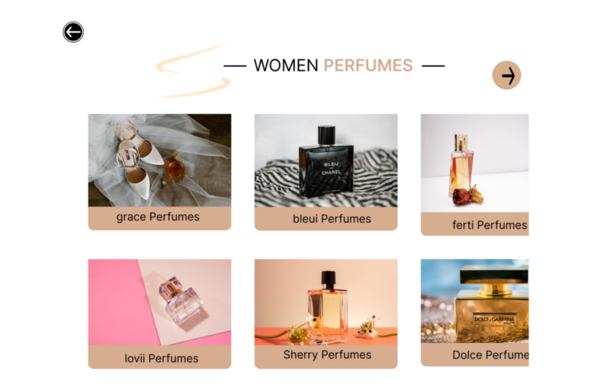 WOMEN PERFUMES
BLEU
DE
CHANEL
grace Perfumes
bleui Perfumes
ferti Perfumes
DOLCE & GABBANA
lovii Perfumes
Sherry Perfumes
Dolce Perfume